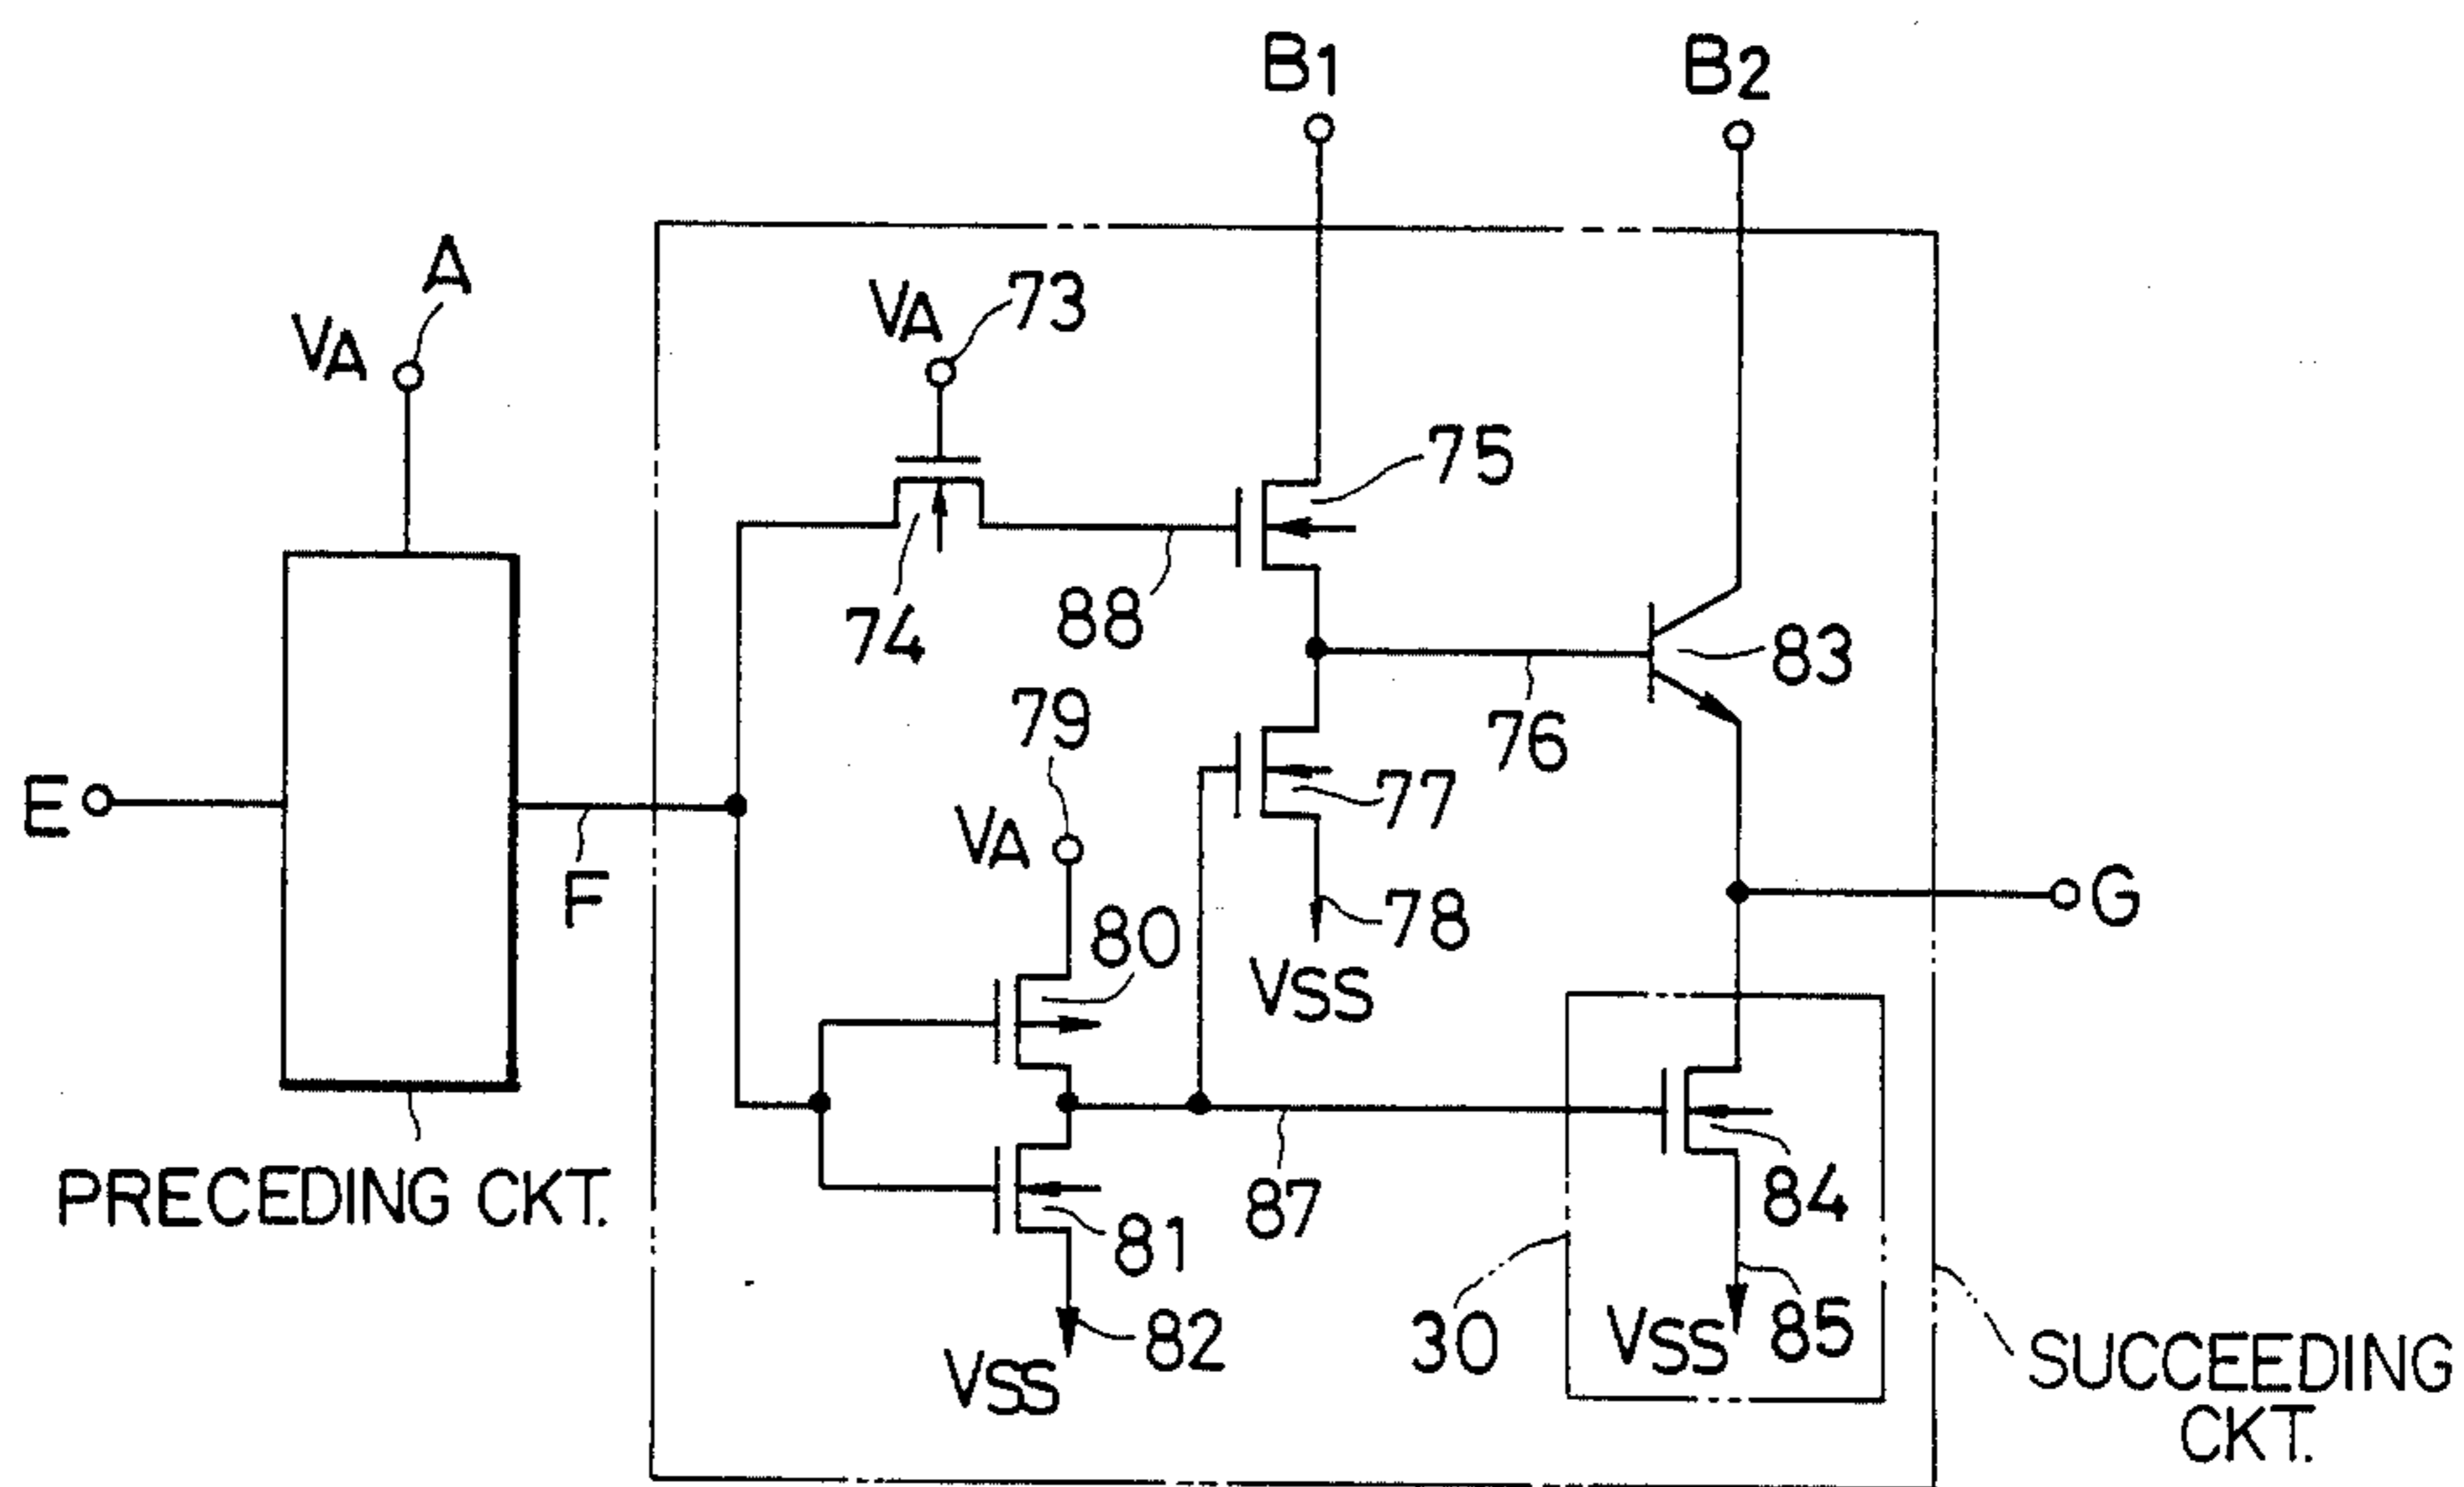 B1
B2
A
VA
VA
73
75
74
88
83
79
76
77
E
VA
F
80
78
G
VSS
84
87
81
30
VSS
85
82
VSS
PRECEDING CKT.
SUCCEEDING
CKT.